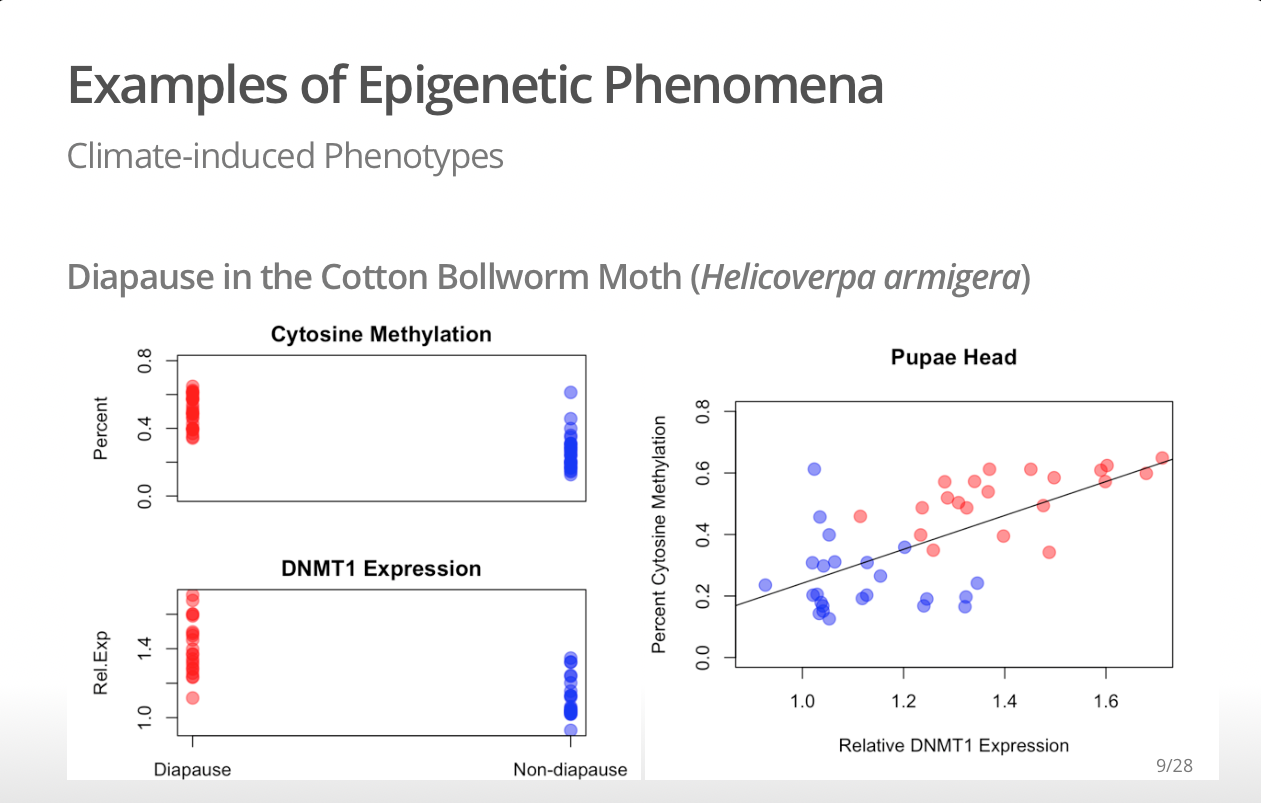 Examples of Epigenetic Phenomena
Climate-induced Phenotypes
Diapause in the Cotton Bollworm Moth (Helicoverpa armigera)
Cytosine Methylation
Percent
0.8
0.4
0.0
DNMT1 Expression
Rel.Exp
1.4
1.0
Diapause Non-diapause
Pupae Head
Percent Cytosine Methylation
0.8
0.6
0.4
0.2
0.0
1.0 1.2 1.4 1.6
Relative DNMT1 Expression
9/28